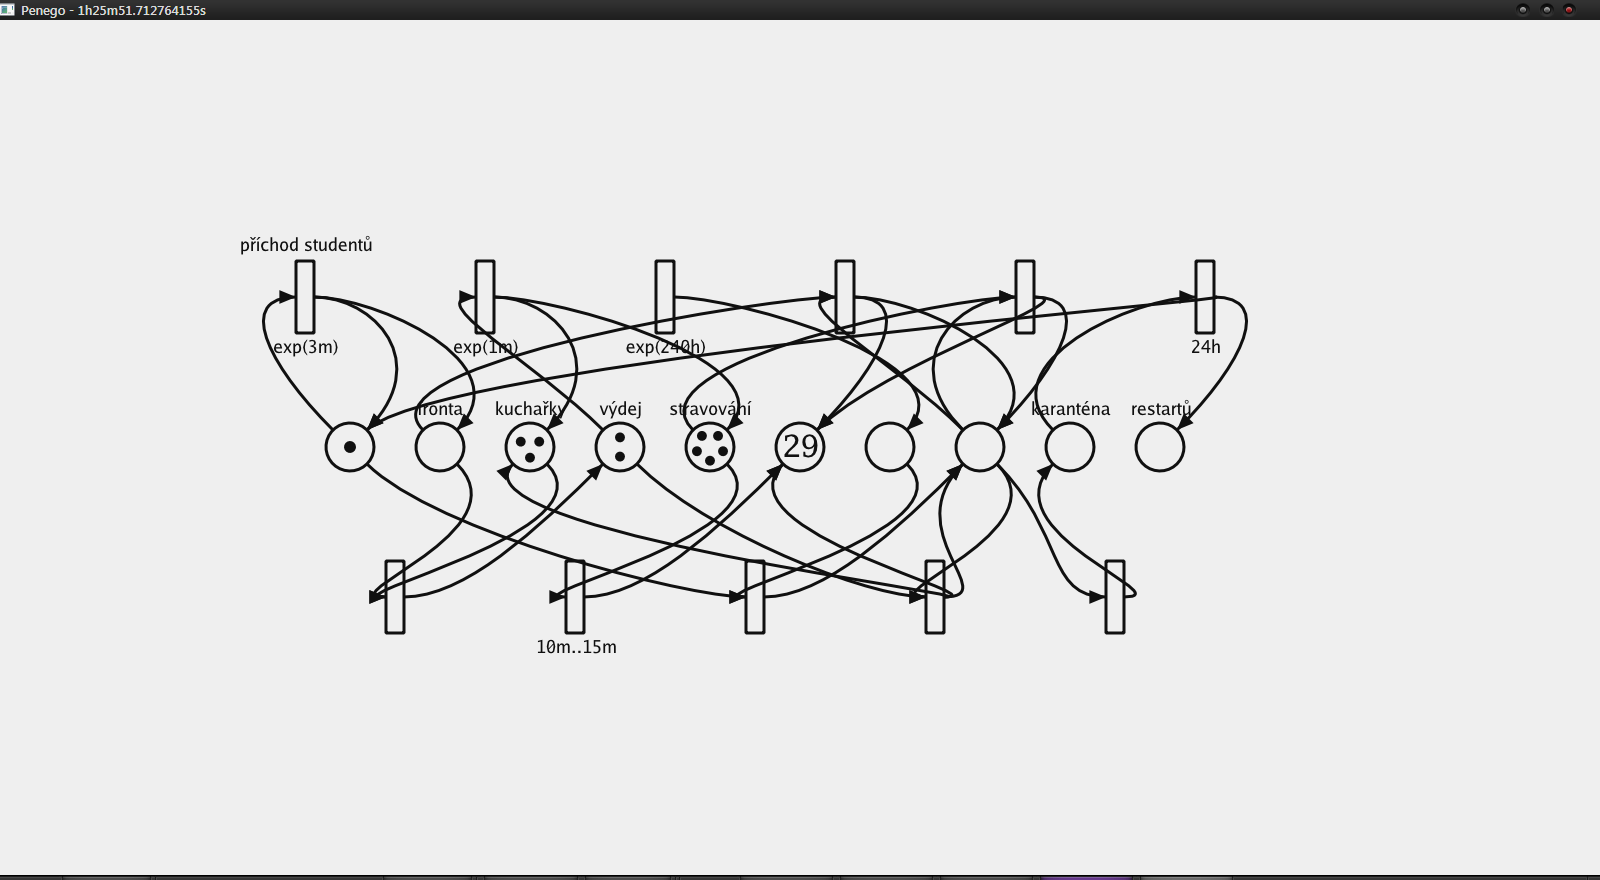 Penego - 1h25m51.712764155s
příchod studentů
exp(3m)
exp(1m)
exp(240h)
24h
fronta
kuchařky
výdej
stravování
karanténa
restartů
29
10m..15m